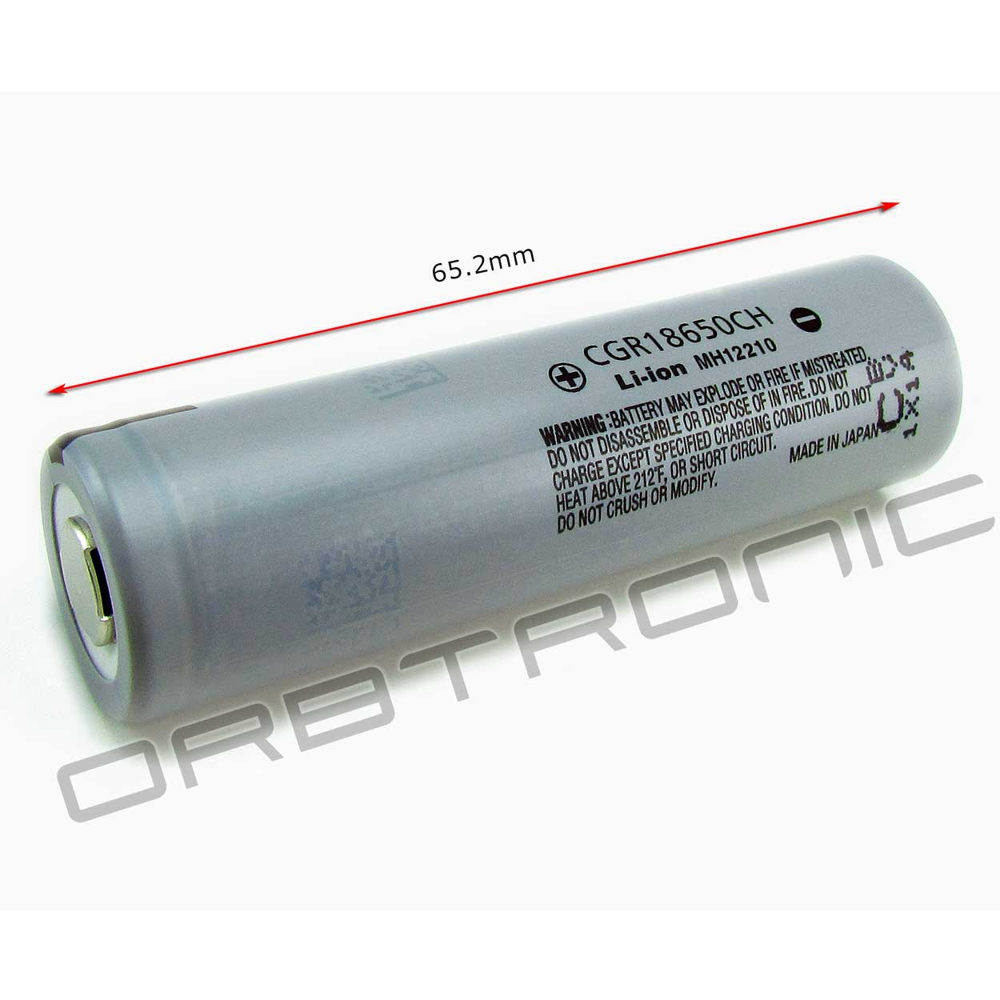 65.2mm
CGR18650CH
Li-ion MH12210
WARNING:BATTERY MAY EXPLODE OR FIRE IF MISTREATED.
DO NOT DISASSEMBLE OR DISPOSE OF IN FIRE. DO NOT
CHARGE EXCEPT SPECIFIED CHARGING CONDITION. DO NOT
HEAT ABOVE 212°F, OR SHORT CIRCUIT.
DO NOT CRUSH OR MODIFY.
MADE IN JAPAN
1X14
ORBTRONIC